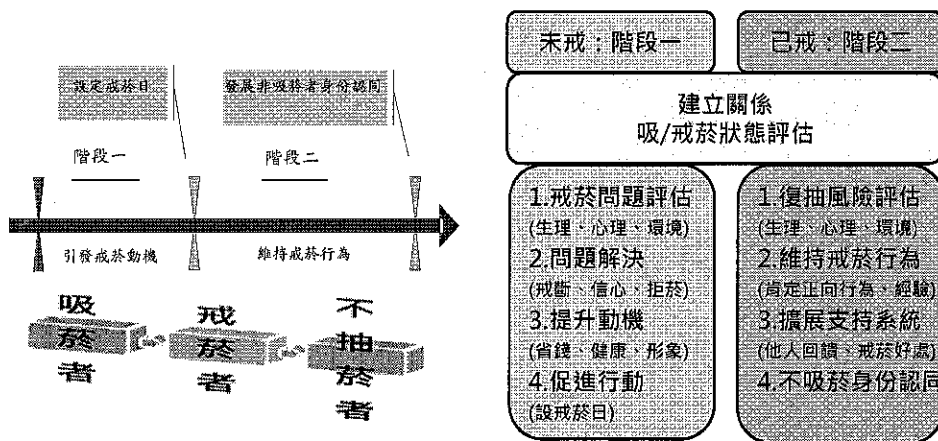 設定戒菸日
發展非吸菸者身份認同
階段一
階段二
引發戒菸動機
維持戒菸行為
吸菸者
戒菸者
不抽菸者
未戒：階段一
已戒：階段二
建立關係
吸/戒菸狀態評估
1.戒菸問題評估
(生理、心理、環境)
2.問題解決
(戒斷、信心、拒菸)
3.提升動機
(省錢、健康、形象)
4.促進行動
(設戒菸日)
1.復抽風險評估
(生理、心理、環境)
2.維持戒菸行為
(肯定正向行為、經驗)
3.擴展支持系統
(他人回饋、戒菸好處)
4.不吸菸身份認同